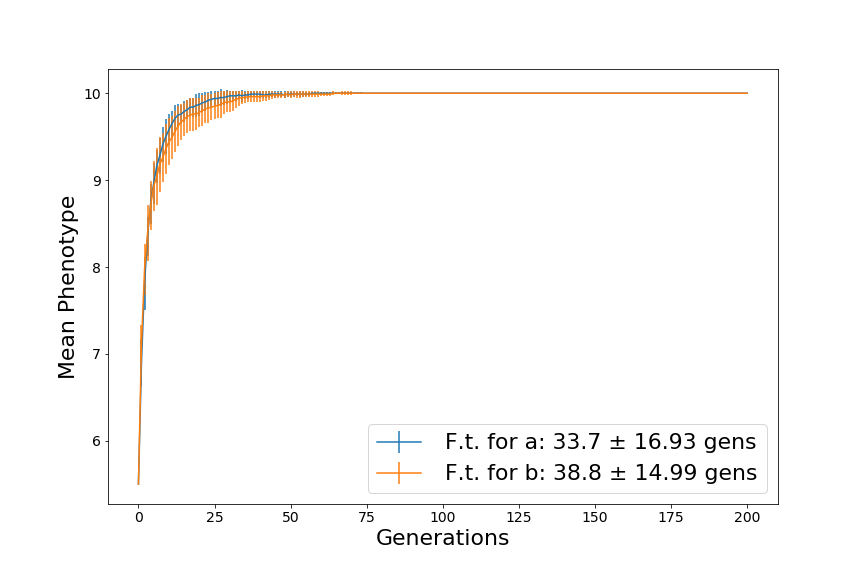 10
9
8
7
6
Mean Phenotype
F.t. for a: 33.7 ± 16.93 gens
F.t. for b: 38.8 ± 14.99 gens
0 25 50 75 100 125 150 175 200
Generations